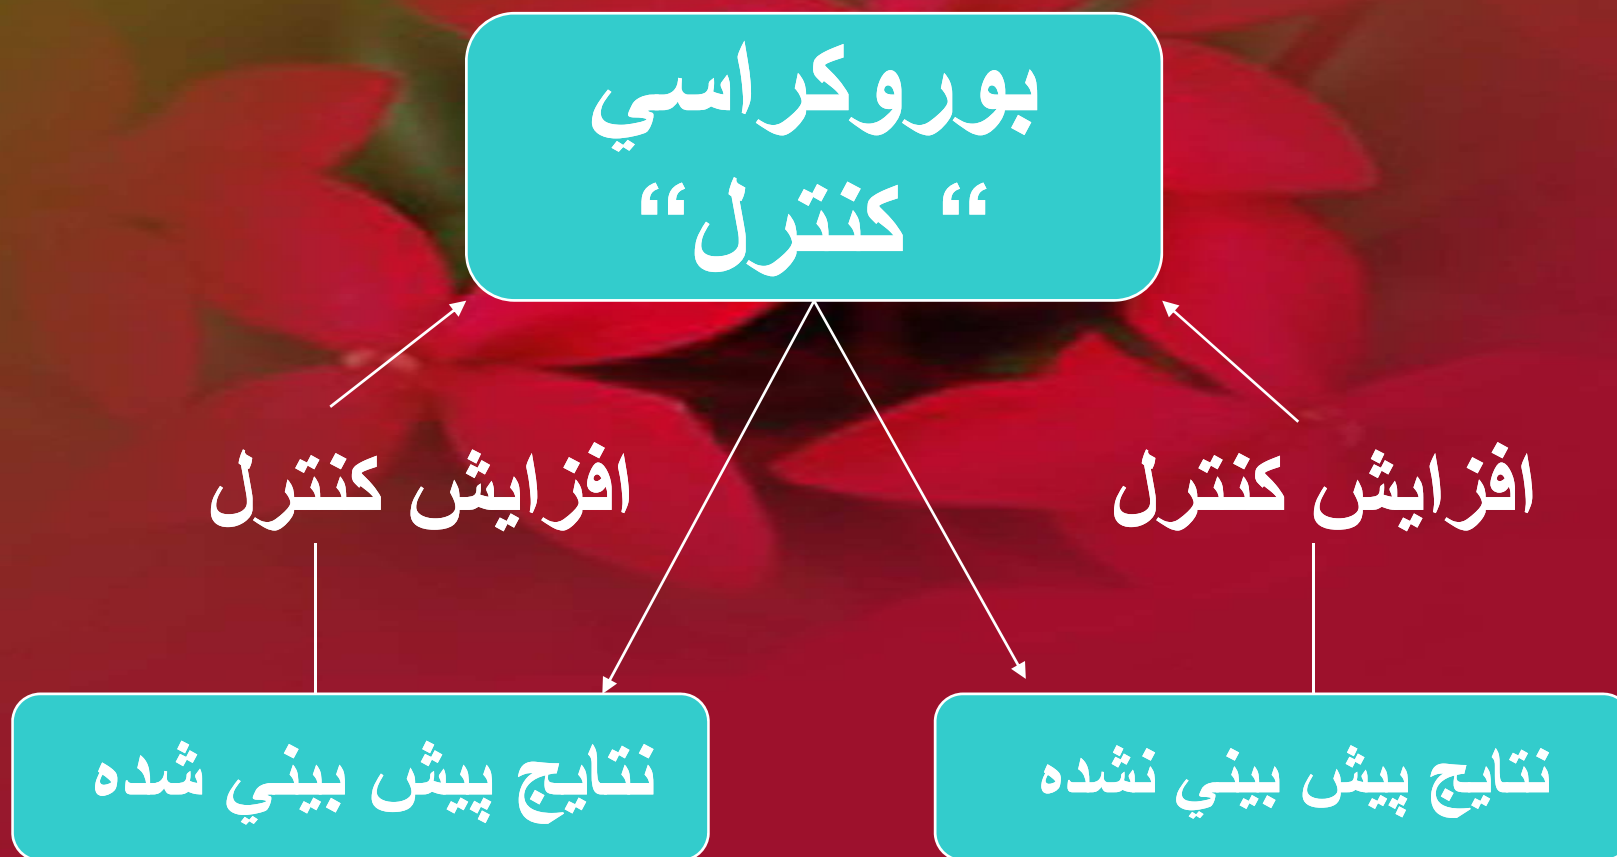 بوروكراسي
“ كنترل“
افزايش كنترل
افزايش كنترل
نتايج پيش بيني نشده
نتايج پيش بيني شده